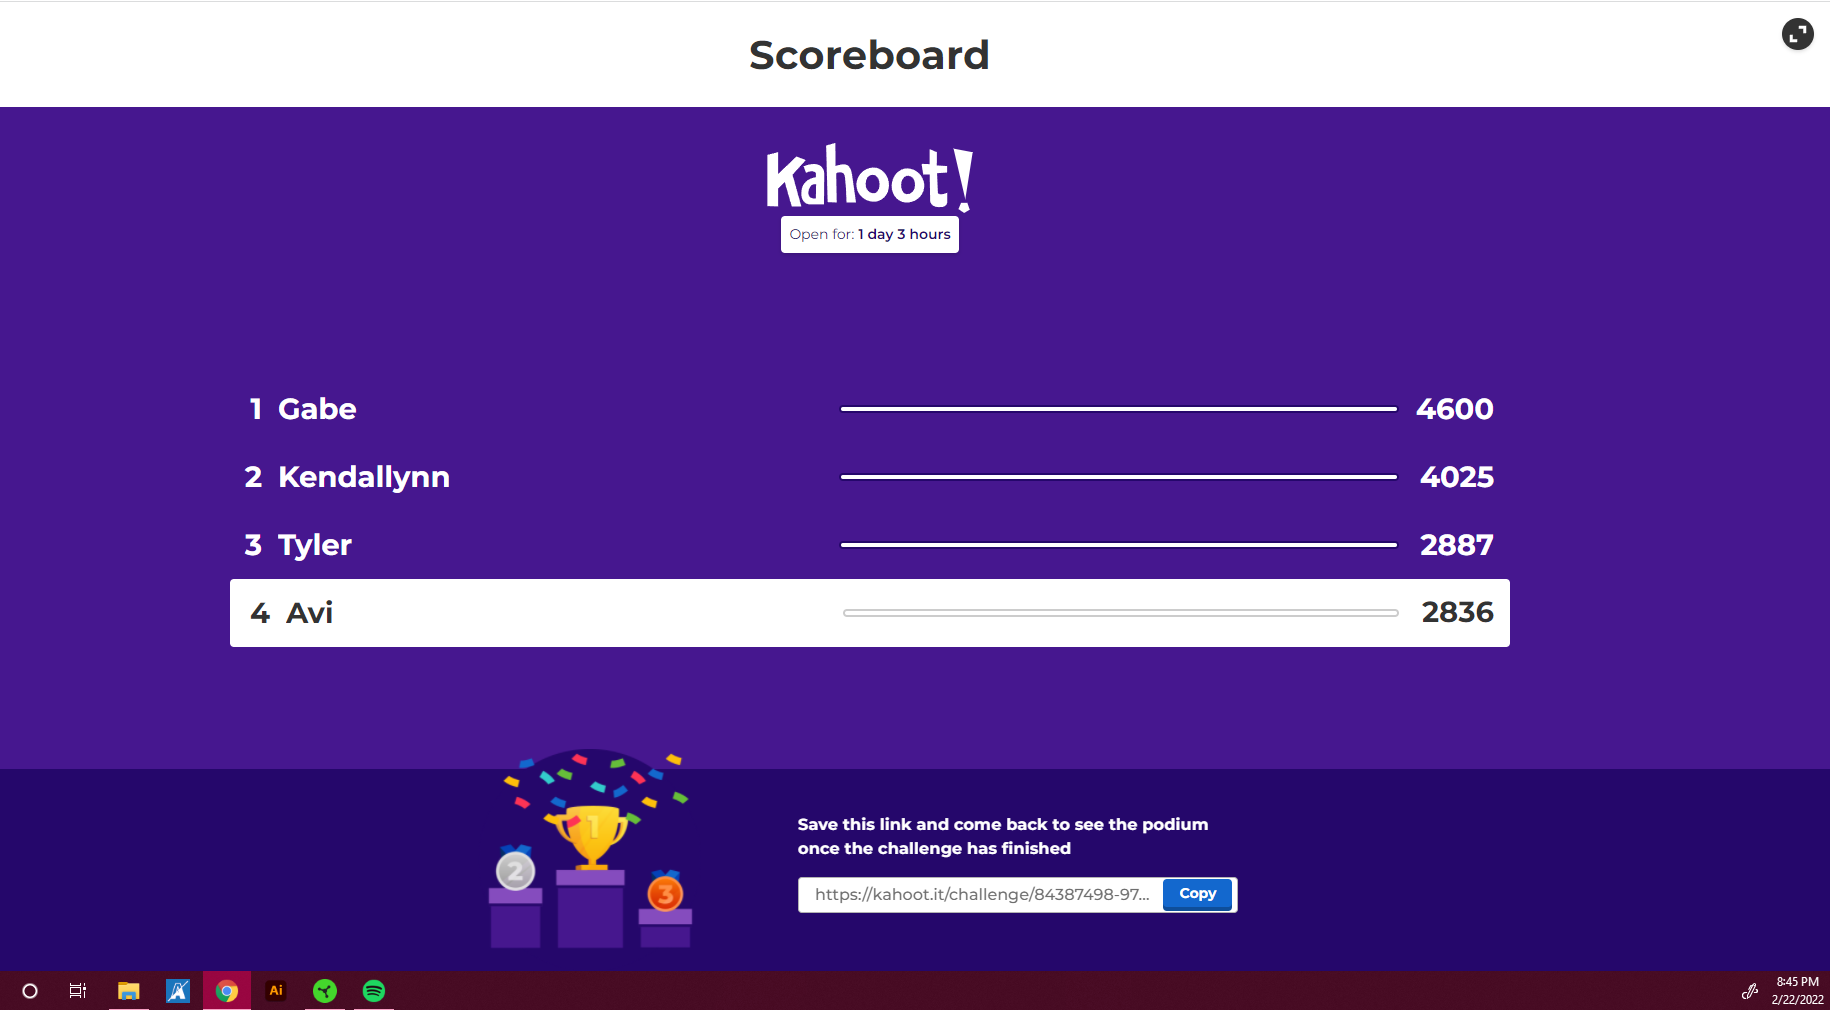 Scoreboard
Kahoot!
Open for: 1 day 3 hours
1 Gabe 4600
2 Kendallynn 4025
3 Tyler 2887
4 Avi 2836
1
2
3
Save this link and come back to see the podium
once the challenge has finished
https://kahoot.it/challenge/84387498-97... Copy
Ai
8:45 PM
2/22/2022